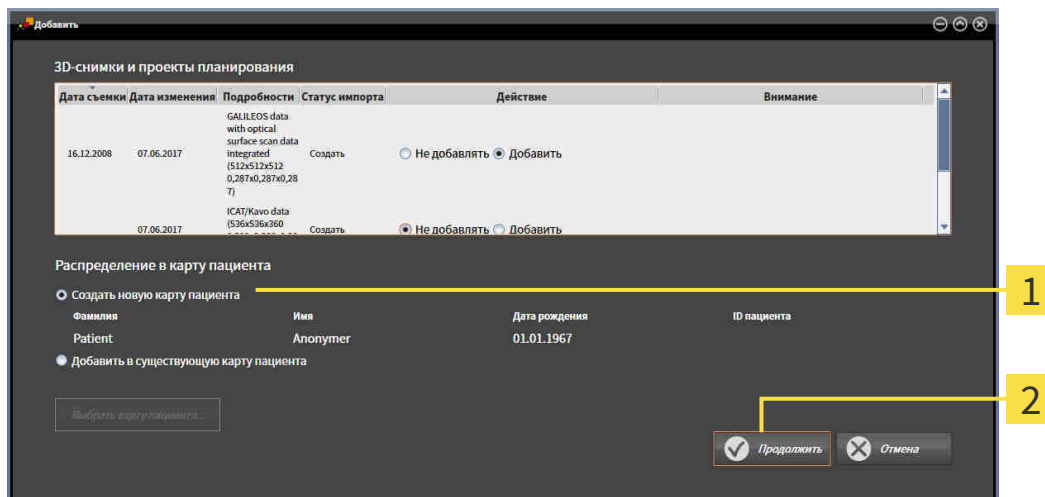 Добавить
3D-снимки и проекты планирования
Дата съемки Дата изменения Подробности Статус импорта Действие Внимание
GALILEOS data
with optical
surface scan data
16.12.2008 07.06.2017 integrated Создать Не добавлять Добавить
(512x512x512
0,287x0,287x0,28
7)
ICAT/Kavo data
(536x536x360
07.06.2017 Создать Не добавлять Добавить
Распределение в карту пациента
1
Создать новую карту пациента
Фамилия Имя Дата рождения ID пациента
Patient Anonymer 01.01.1967
Добавить в существующую карту пациента
2
Выбрать карту пациента...
Продолжить Отмена